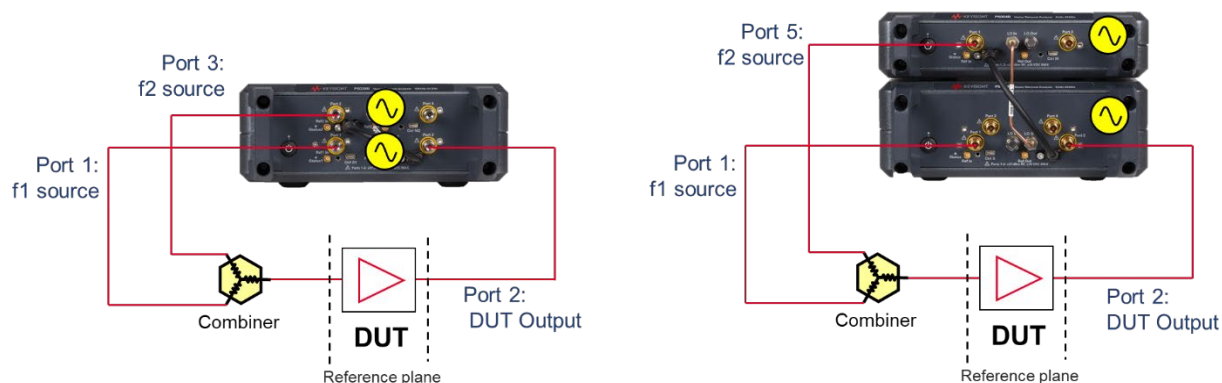 Port 3:
f2 source
Port 1:
f1 source
KEYSIGHT
Combiner
DUT
Port 2:
DUT Output
Reference plane
Port 5:
f2 source
KEYSIGHT
Port 1:
f1 source
Combiner
DUT
Port 2:
DUT Output
Reference plane